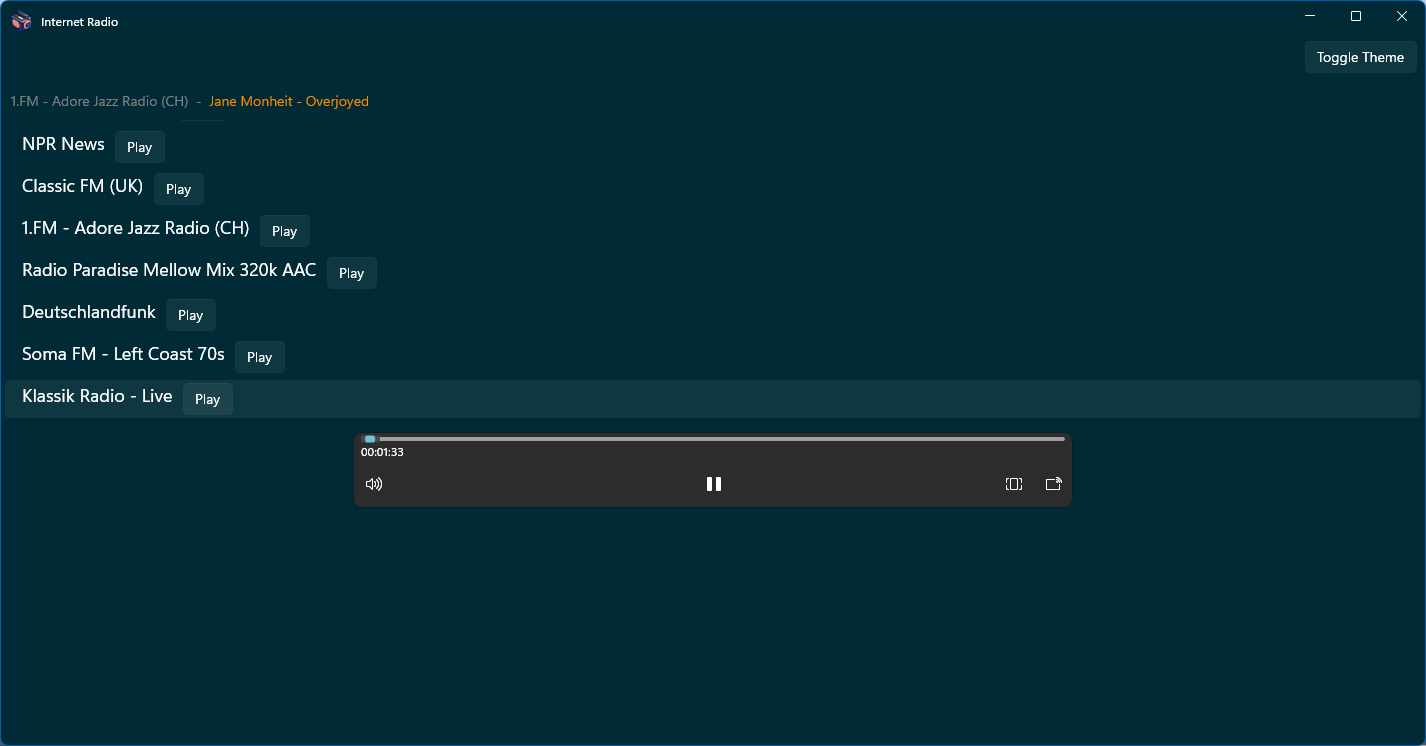 Internet Radio
Toggle Theme
1.FM - Adore Jazz Radio (CH) - Jane Monheit - Overjoyed
NPR News Play
Classic FM (UK) Play
1.FM - Adore Jazz Radio (CH) Play
Radio Paradise Mellow Mix 320k AAC Play
Deutschlandfunk Play
Soma FM - Left Coast 70s Play
Klassik Radio - Live Play
00:01:33